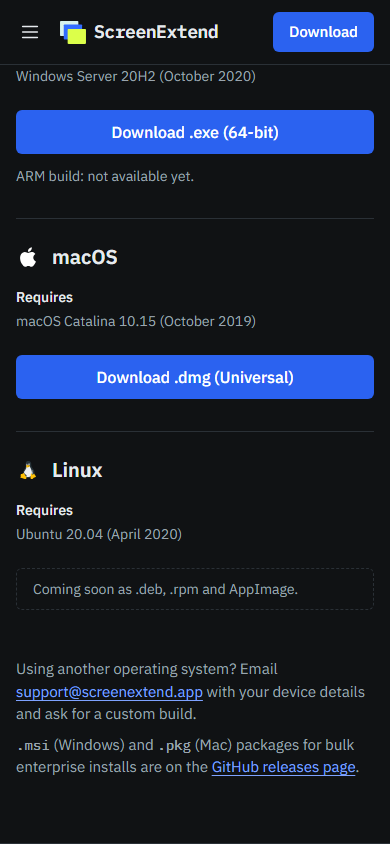 ScreenExtend
Download
Windows Server 20H2 (October 2020)
Download .exe (64-bit)
ARM build: not available yet.
macOS
Requires
macOS Catalina 10.15 (October 2019)
Download .dmg (Universal)
Linux
Requires
Ubuntu 20.04 (April 2020)
Coming soon as .deb, .rpm and AppImage.
Using another operating system? Email
support@screenextend.app with your device details
and ask for a custom build.
.msi (Windows) and .pkg (Mac) packages for bulk
enterprise installs are on the GitHub releases page.